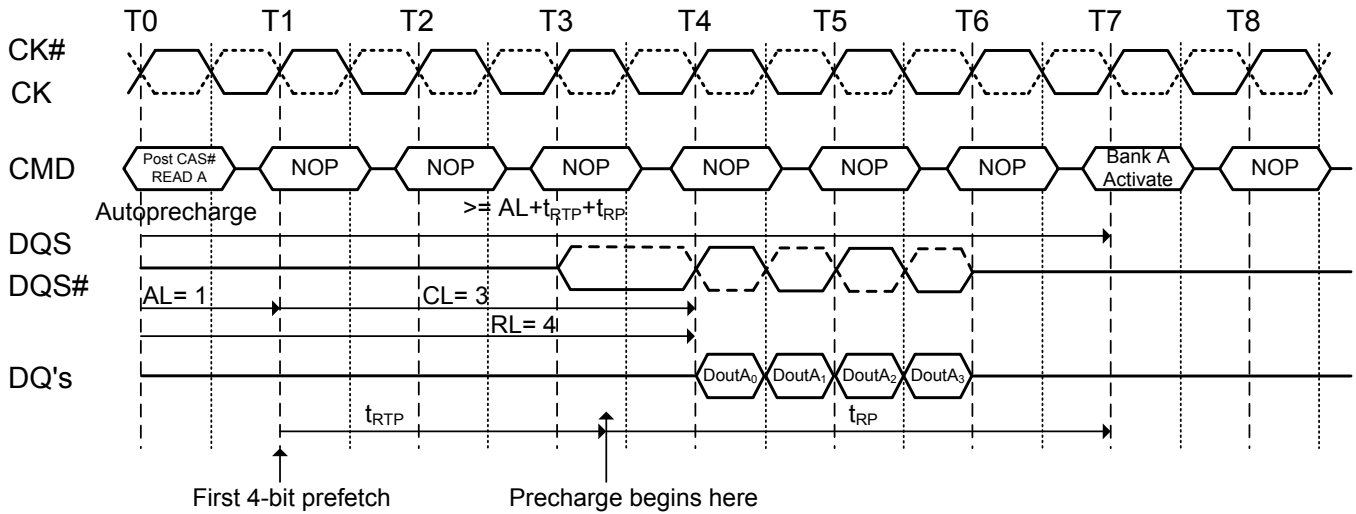 T0 T1 T2 T3 T4 T5 T6 T7 T8
CK#
CK
CMD
Post CAS#
READ A
NOP NOP NOP NOP NOP NOP
Bank A
Activate
NOP
Autoprecharge
>= AL+tRTP+tRP
DQS
DQS#
AL= 1
CL= 3
RL= 4
DQ's
DoutA0 DoutA1 DoutA2 DoutA3
tRTP
tRP
First 4-bit prefetch
Precharge begins here